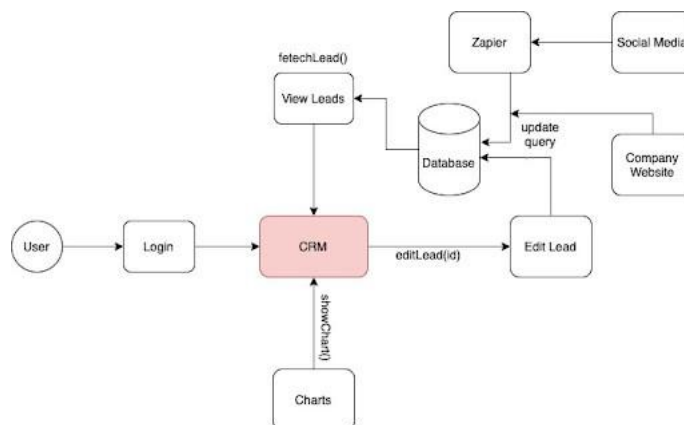 Zapier
Social Media
fetechLead()
View Leads
update
query
Database
Company
Website
User
Login
CRM
editLead(id)
Edit Lead
showChart()
Charts